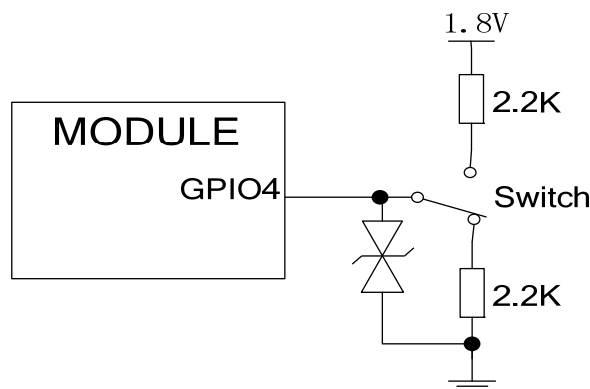 1.8V
2.2K
MODULE
GPIO4
Switch
2.2K